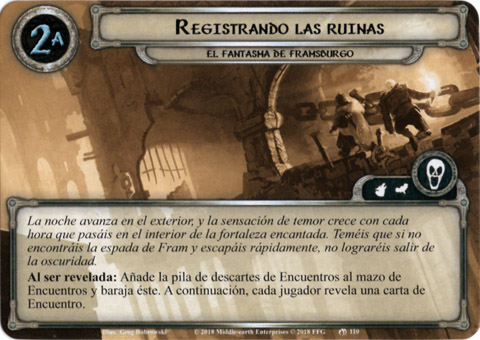 2A
REGISTRANDO LAS RUINAS
EL FANTASMA DE FRAMSBURGO
La noche avanza en el exterior, y la sensación de temor crece con cada
hora que pasáis en el interior de la fortaleza encantada. Teméis que si no
encontráis la espada de Fram y escapáis rápidamente, no lograréis salir de
la oscuridad.
Al ser revelada: Añade la pila de descartes de Encuentros al mazo de
Encuentros y baraja éste. A continuación, cada jugador revela una carta de
Encuentro.
Ilus: Greg Bobrowski
© 2018 Middle-earth Enterprises © 2018 FFG
119